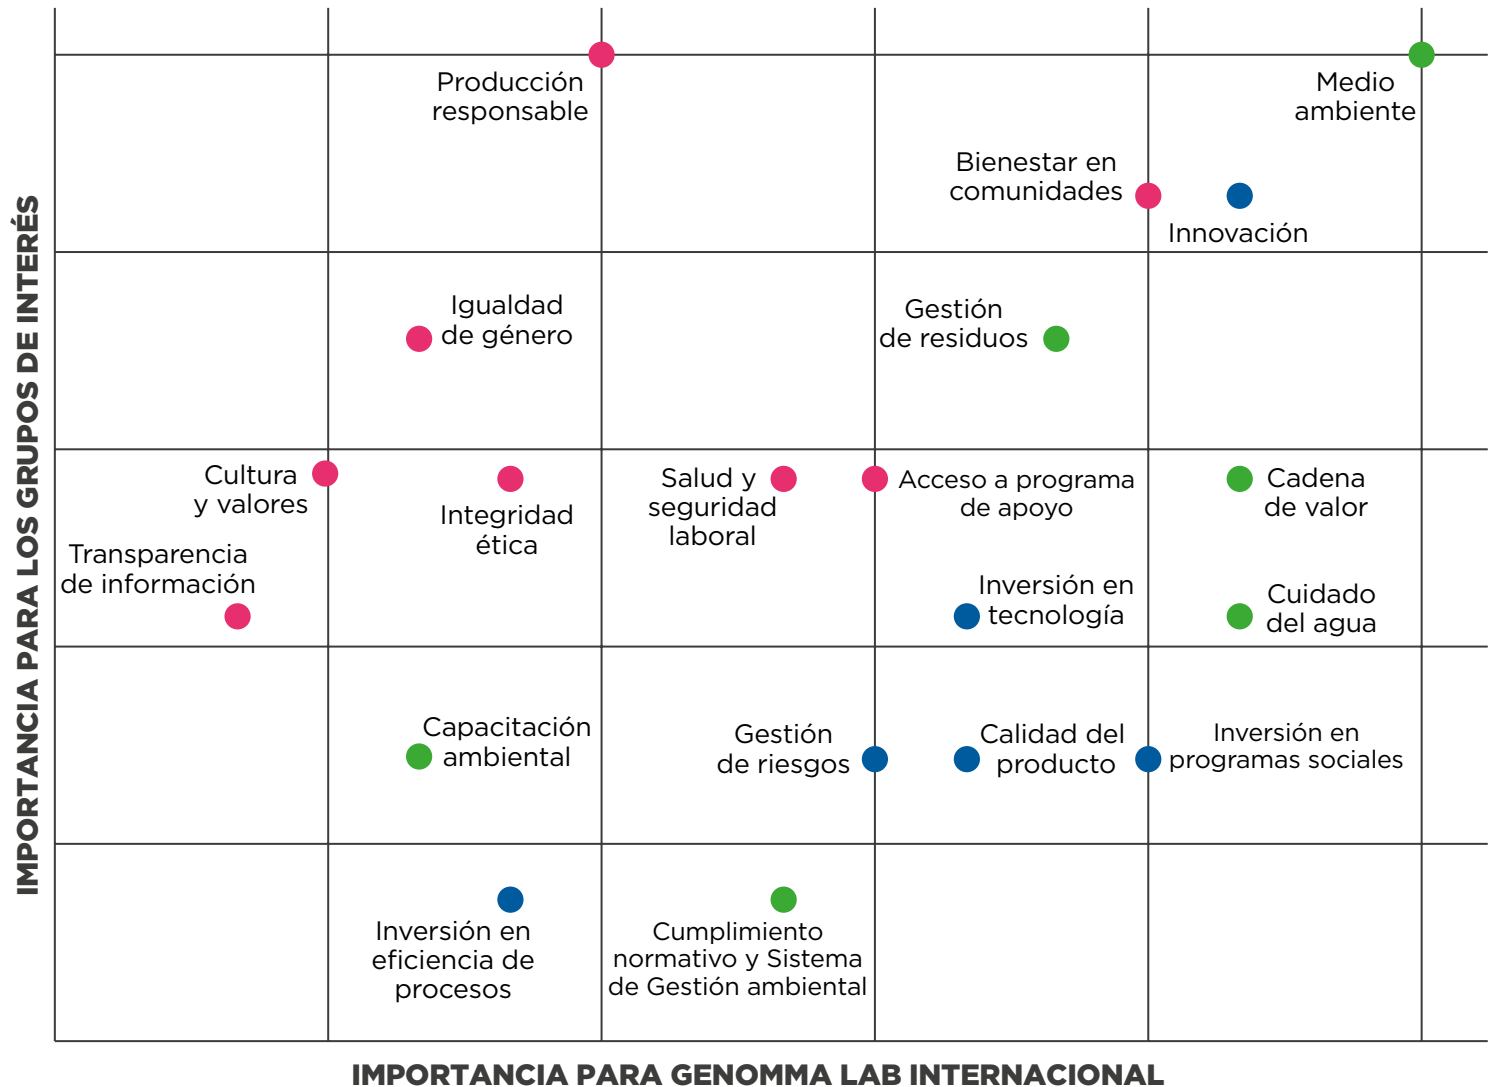 IMPORTANCIA PARA LOS GRUPOS DE INTERÉS
Producción
responsable
Medio
ambiente
Bienestar en
comunidades
Innovación
Igualdad
de género
Gestión
de residuos
Cultura
y valores
Integridad
ética
Salud y
seguridad
laboral
Acceso a programa
de apoyo
Cadena
de valor
Transparencia
de información
Inversión en
tecnología
Cuidado
del agua
Capacitación
ambiental
Gestión
de riesgos
Calidad del
producto
Inversión en
programas sociales
Inversión en
eficiencia de
procesos
Cumplimiento
normativo y Sistema
de Gestión ambiental
IMPORTANCIA PARA GENOMMA LAB INTERNACIONAL